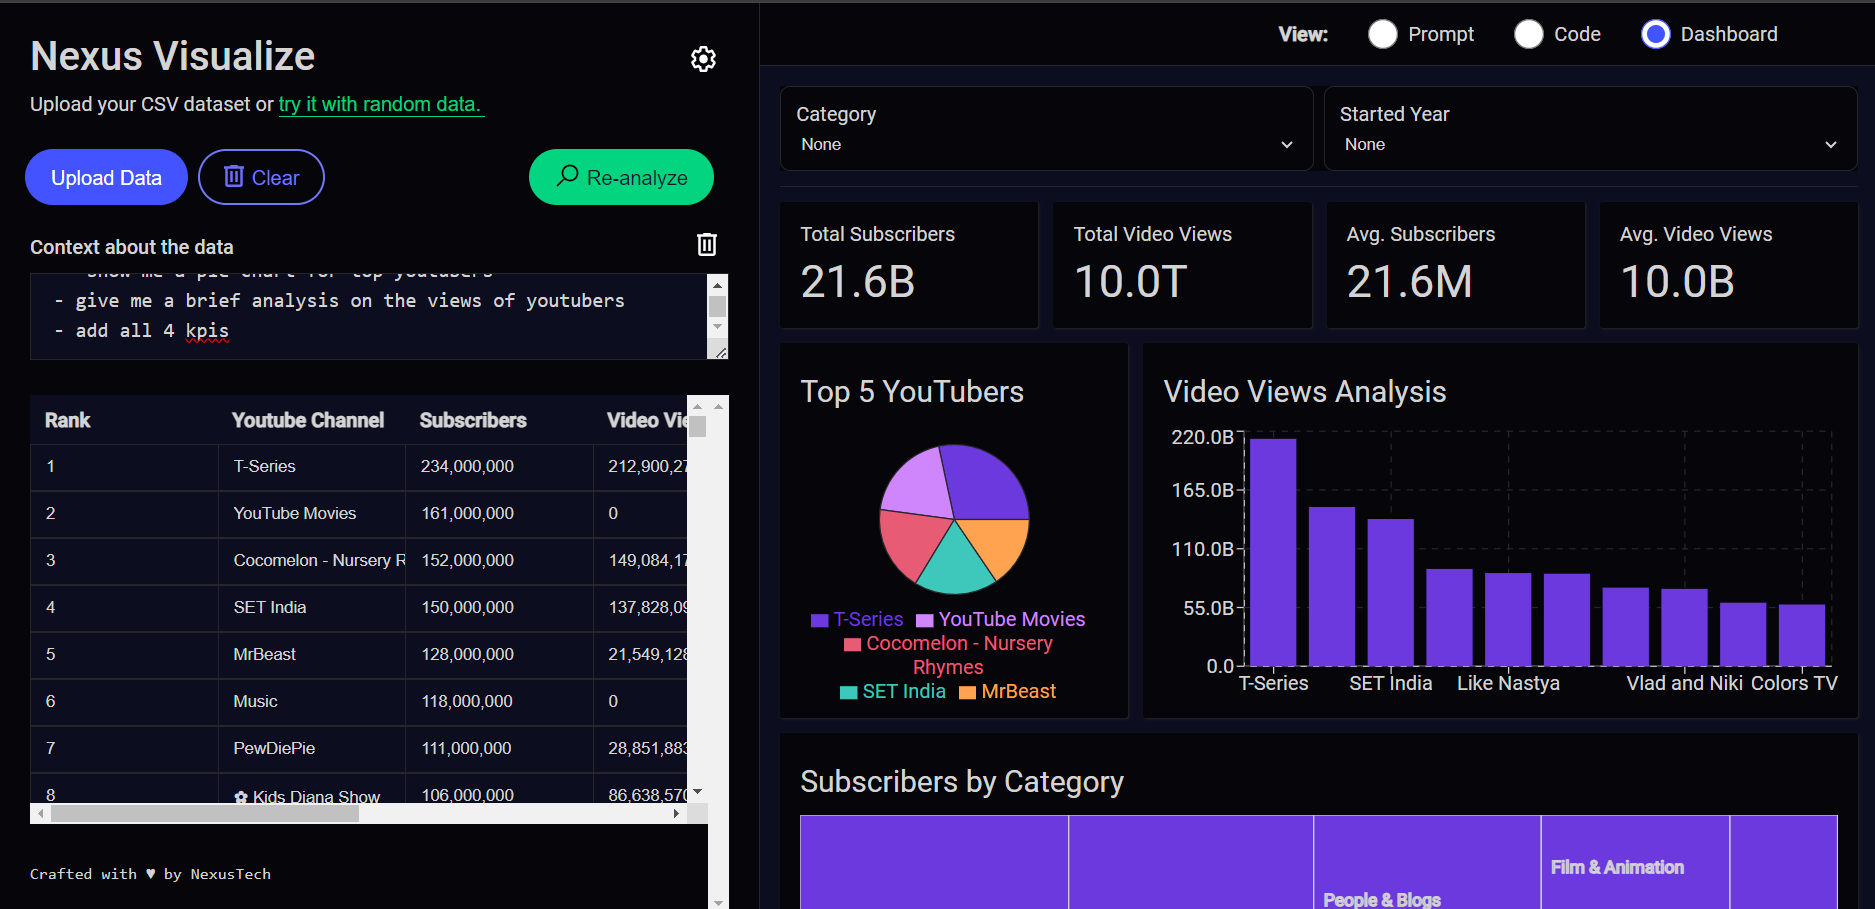 Nexus Visualize
Upload your CSV dataset or try it with random data.
Upload Data
Clear
Re-analyze
Context about the data
show me a pie chart for top youtubers
- give me a brief analysis on the views of youtubers
- add all 4 kpis
Rank Youtube Channel Subscribers Video Vie
1 T-Series 234,000,000 212,900,27
2 YouTube Movies 161,000,000 0
3 Cocomelon - Nursery R 152,000,000 149,084,17
4 SET India 150,000,000 137,828,09
5 MrBeast 128,000,000 21,549,128
6 Music 118,000,000 0
7 PewDiePie 111,000,000 28,851,883
8 ✿ Kids Diana Show 106,000,000 86,638,570
Crafted with ♥ by NexusTech
View: Prompt Code Dashboard
Category
None
Started Year
None
Total Subscribers
21.6B
Total Video Views
10.0T
Avg. Subscribers
21.6M
Avg. Video Views
10.0B
Top 5 YouTubers
T-Series YouTube Movies
Cocomelon - Nursery
Rhymes
SET India MrBeast
Video Views Analysis
220.0B
165.0B
110.0B
55.0B
0.0
T-Series SET India Like Nastya Vlad and Niki Colors TV
Subscribers by Category
Film & Animation
People & Blogs